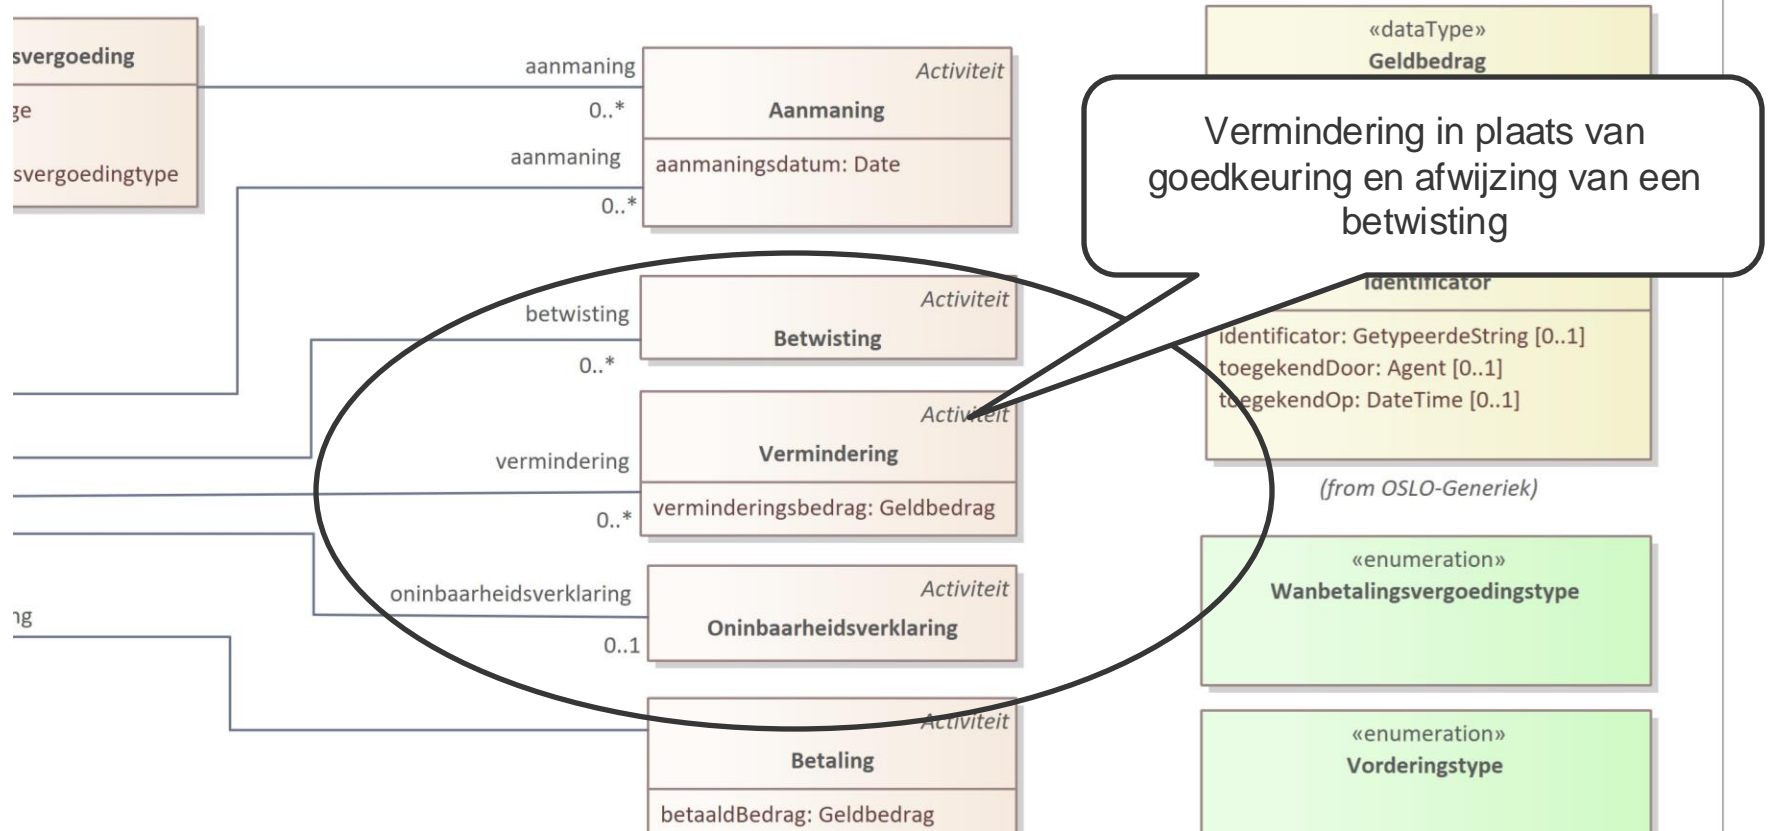 svergoeding
ge
svergoedingtype
aanmaning
0..*
aanmaning
0..*
Activiteit
Aanmaning
aanmaningsdatum: Date
«dataType»
Geldbedrag
Vermindering in plaats van
goedkeuring en afwijzing van een
betwisting
betwisting
0..*
Activiteit
Betwisting
Identificator
identificator: GetypeerdeString [0..1]
toegekendDoor: Agent [0..1]
toegekendOp: DateTime [0..1]
(from OSLO-Generiek)
vermindering
0..*
Activiteit
Vermindering
verminderingsbedrag: Geldbedrag
oninbaarheidsverklaring
0..1
Activiteit
Oninbaarheidsverklaring
«enumeration»
Wanbetalingsvergoedingstype
ng
Activiteit
Betaling
betaaldBedrag: Geldbedrag
«enumeration»
Vorderingstype